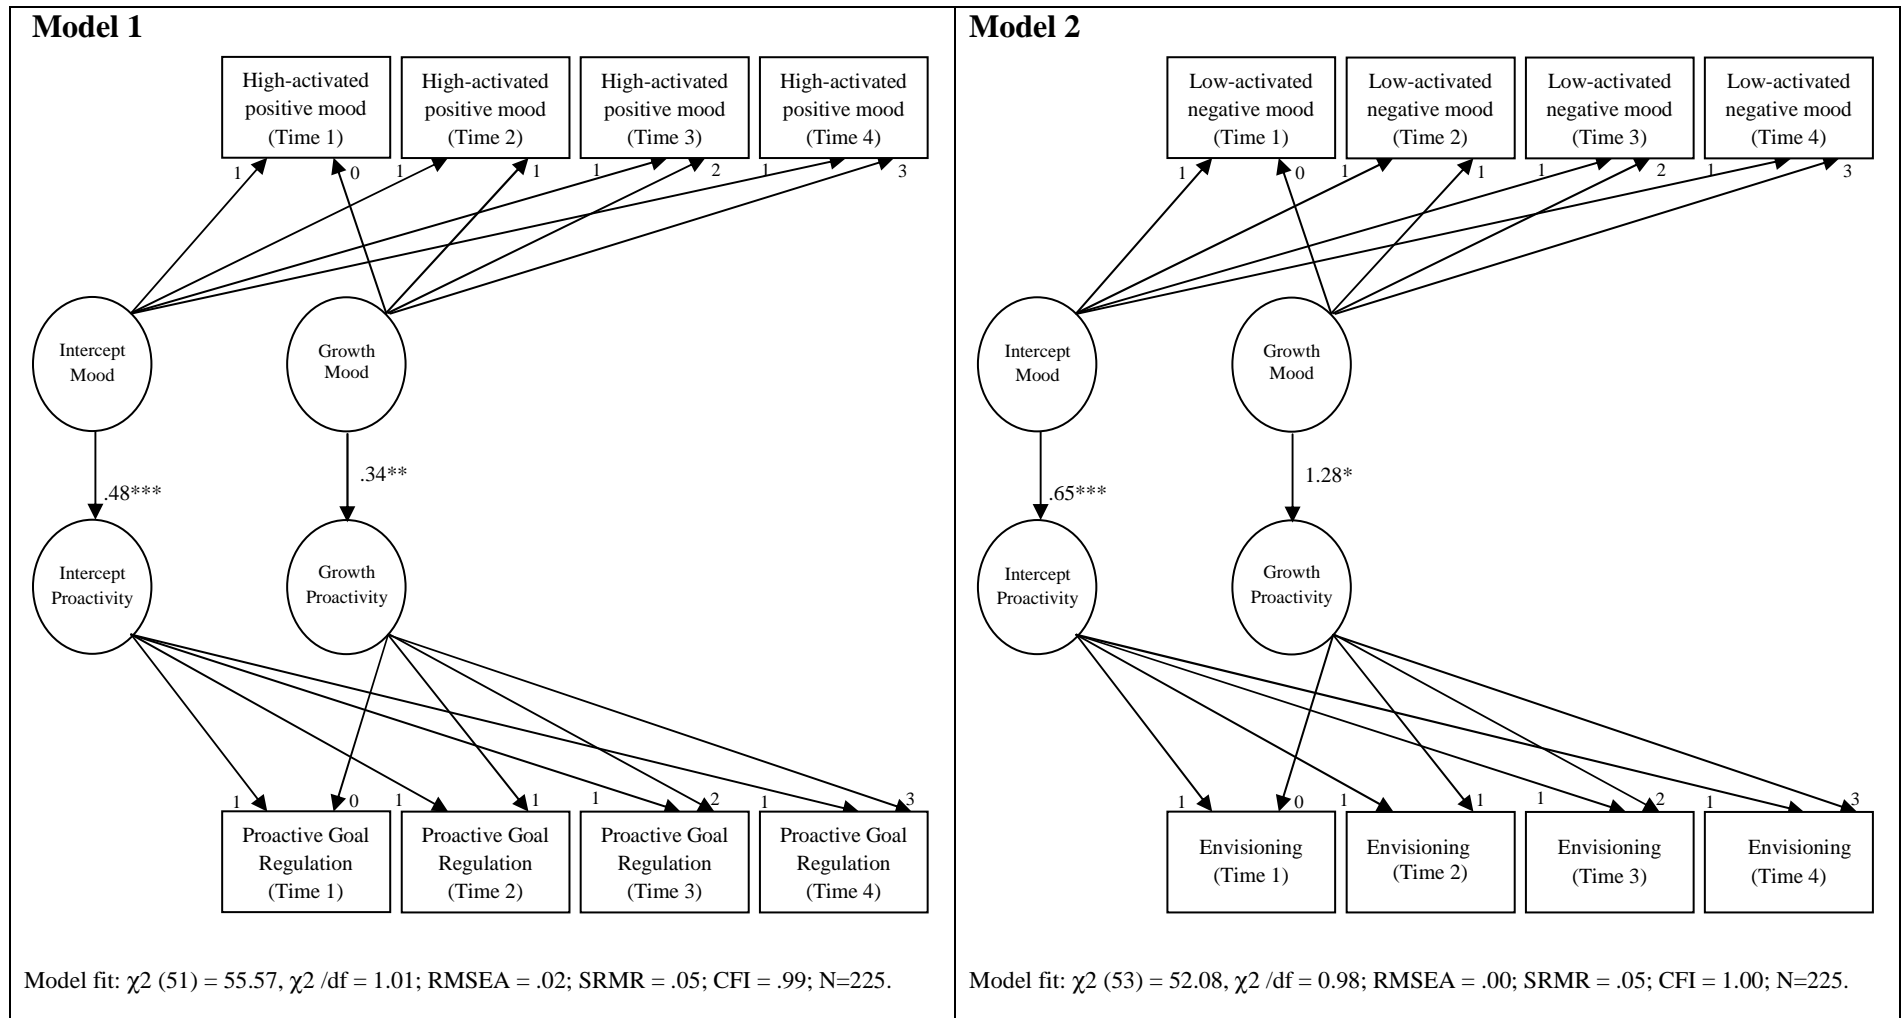 Model 1
High-activated
positive mood
(Time 1)
High-activated
positive mood
(Time 2)
High-activated
positive mood
(Time 3)
High-activated
positive mood
(Time 4)
1
0
1
1
1
2
1
3
Intercept
Mood
Growth
Mood
.48***
.34**
Intercept
Proactivity
Growth
Proactivity
1
0
1
1
1
2
1
3
Proactive Goal
Regulation
(Time 1)
Proactive Goal
Regulation
(Time 2)
Proactive Goal
Regulation
(Time 3)
Proactive Goal
Regulation
(Time 4)
Model fit: χ2 (51) = 55.57, χ2 /df = 1.01; RMSEA = .02; SRMR = .05; CFI = .99; N=225.
Model 2
Low-activated
negative mood
(Time 1)
Low-activated
negative mood
(Time 2)
Low-activated
negative mood
(Time 3)
Low-activated
negative mood
(Time 4)
1
0
1
1
1
2
1
3
Intercept
Mood
Growth
Mood
.65***
1.28*
Intercept
Proactivity
Growth
Proactivity
1
0
1
1
1
2
1
3
Envisioning
(Time 1)
Envisioning
(Time 2)
Envisioning
(Time 3)
Envisioning
(Time 4)
Model fit: χ2 (53) = 52.08, χ2 /df = 0.98; RMSEA = .00; SRMR = .05; CFI = 1.00; N=225.